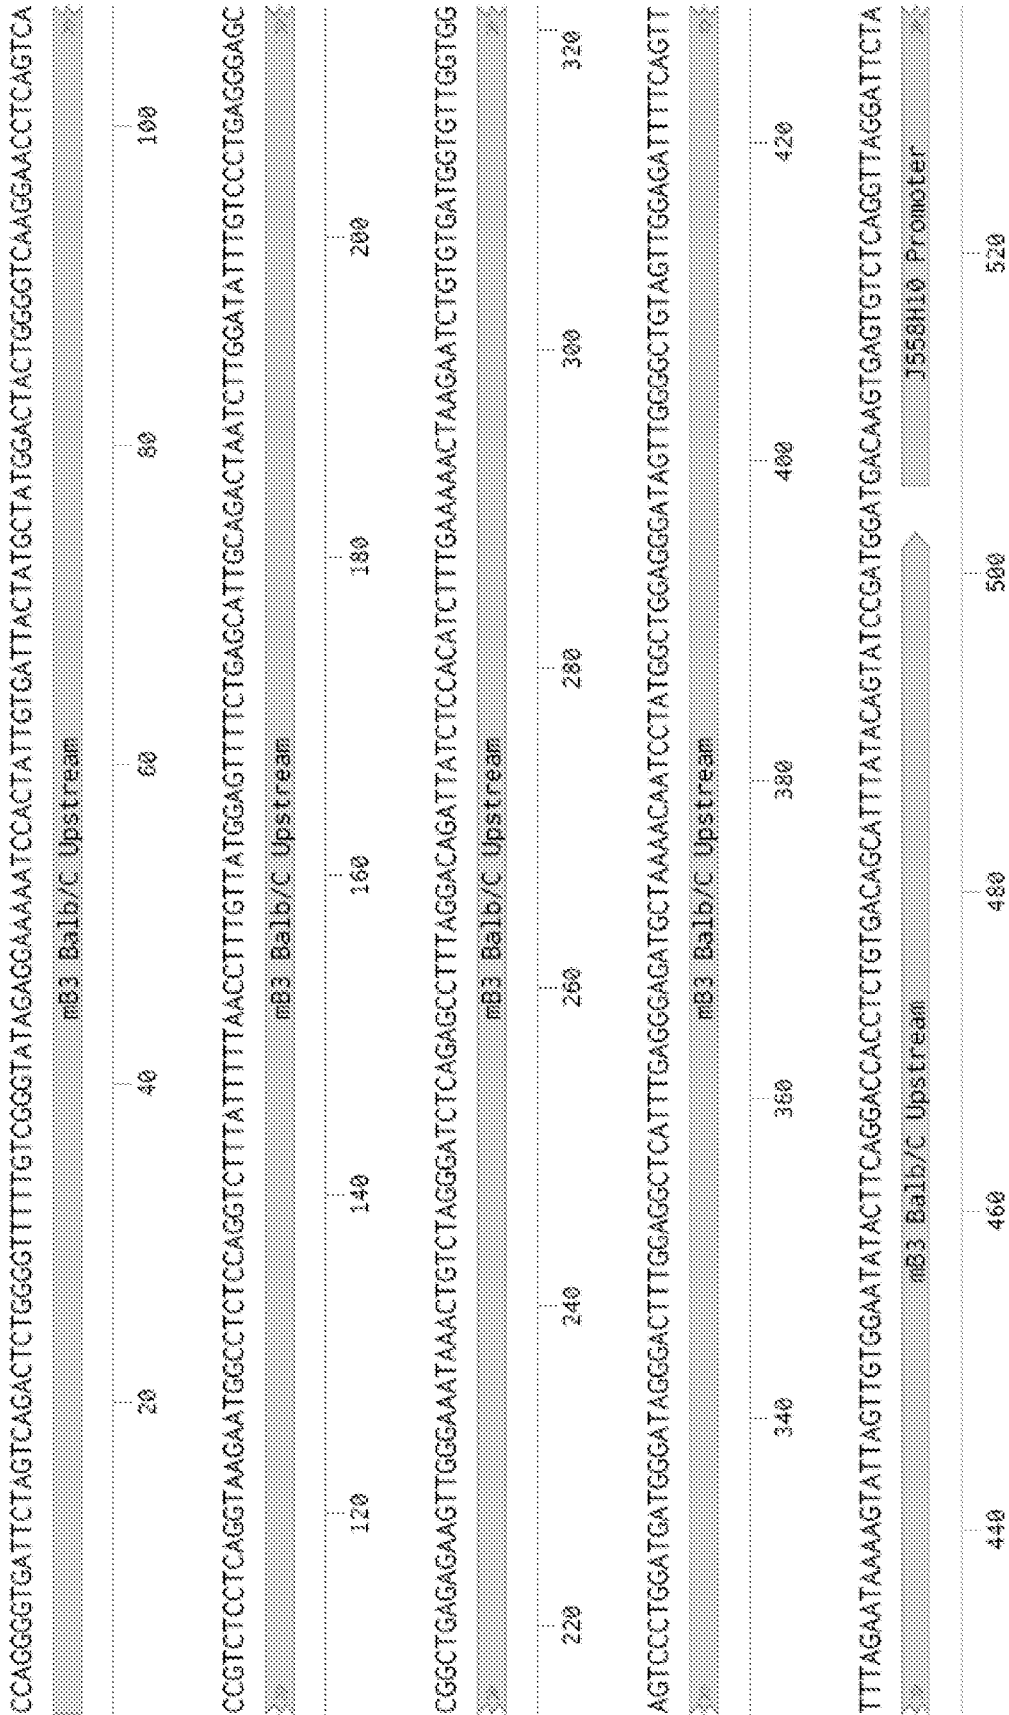 CCAGGGGTGATTCTAGTCAGACTCTGGGGTTTTTGTCGGGTATAGAGGAAAAATCCACTATTGTGATTACTATGCTATGGACTACTGGGGTCAAGGAACCTCAGTCA
mB3 Balb/C Upstream
20 40 60 80 100
CCGTCTCCTCAGGTAAGAATGGCCTCTCCAGGTCTTTATTTTTAACCTTTGTTATGGAGTTTTCTGAGCATTGCAGACTAATCTTGGATATTTGTCCCTGAGGGAGC
mB3 Balb/C Upstream
120 140 160 180 200
CGGCTGAGAGAAGTTGGGAAATAAACTGTCTAGGGATCTCAGAGCCTTTAGGACAGATTATCTCCACATCTTTGAAAAACTAAGAATCTGTGTGATGGTGTTGGTGG
mB3 Balb/C Upstream
220 240 260 280 300 320
AGTCCCTGGATGATGGGATAGGGACTTTGGAGGCTCATTTGAGGGAGATGCTAAAACAATCCTATGGCTGGAGGGATAGTTGGGGCTGTAGTTGGAGATTTTCAGTT
mB3 Balb/C Upstream
340 360 380 400 420
TTTAGAATAAAAGTATTAGTTGTGGAATATACTTCAGGACCACCTCTGTGACAGCATTTATACAGTATCCGATGGATGACAAGTGAGTGTCTCAGGTTAGGATTCTA
mB3 Balb/C Upstream J558H10 Promoter
440 460 480 500 520